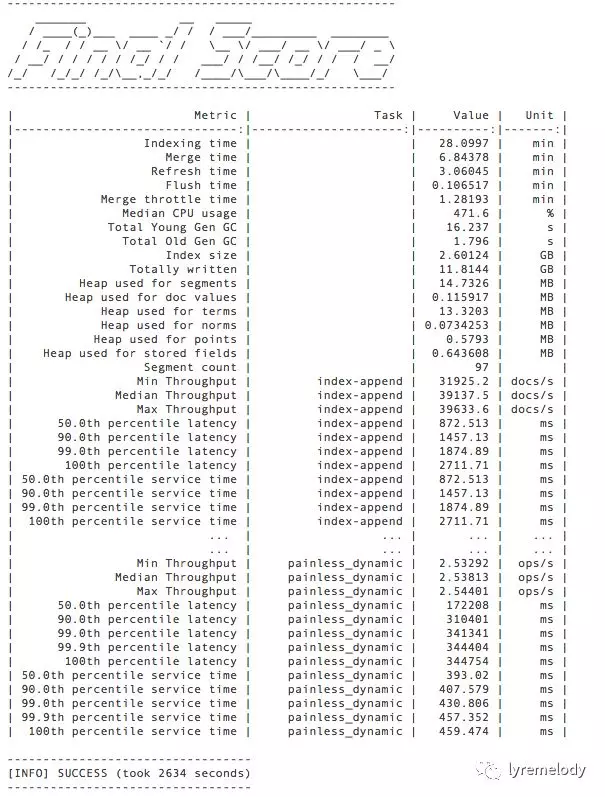 Final Score
| Metric | Task | Value | Unit |
|--------------------------------:|----------------------:|----------:|-------:|
| Indexing time | | 28.0997 | min |
| Merge time | | 6.84378 | min |
| Refresh time | | 3.06045 | min |
| Flush time | | 0.106517 | min |
| Merge throttle time | | 1.28193 | min |
| Median CPU usage | | 471.6 | % |
| Total Young Gen GC | | 16.237 | s |
| Total Old Gen GC | | 1.796 | s |
| Index size | | 2.60124 | GB |
| Totally written | | 11.8144 | GB |
| Heap used for segments | | 14.7326 | MB |
| Heap used for doc values | | 0.115917 | MB |
| Heap used for terms | | 13.3203 | MB |
| Heap used for norms | | 0.0734253 | MB |
| Heap used for points | | 0.5793 | MB |
| Heap used for stored fields | | 0.643608 | MB |
| Segment count | | 97 | |
| Min Throughput | index-append | 31925.2 | docs/s |
| Median Throughput | index-append | 39137.5 | docs/s |
| Max Throughput | index-append | 39633.6 | docs/s |
| 50.0th percentile latency | index-append | 872.513 | ms |
| 90.0th percentile latency | index-append | 1457.13 | ms |
| 99.0th percentile latency | index-append | 1874.89 | ms |
| 100th percentile latency | index-append | 2711.71 | ms |
| 50.0th percentile service time | index-append | 872.513 | ms |
| 90.0th percentile service time | index-append | 1457.13 | ms |
| 99.0th percentile service time | index-append | 1874.89 | ms |
| 100th percentile service time | index-append | 2711.71 | ms |
| ... | ... | ... | ... |
| ... | ... | ... | ... |
| Min Throughput | painless_dynamic | 2.53292 | ops/s |
| Median Throughput | painless_dynamic | 2.53813 | ops/s |
| Max Throughput | painless_dynamic | 2.54401 | ops/s |
| 50.0th percentile latency | painless_dynamic | 172208 | ms |
| 90.0th percentile latency | painless_dynamic | 310401 | ms |
| 99.0th percentile latency | painless_dynamic | 341341 | ms |
| 99.9th percentile latency | painless_dynamic | 344404 | ms |
| 100th percentile latency | painless_dynamic | 344754 | ms |
| 50.0th percentile service time | painless_dynamic | 393.02 | ms |
| 90.0th percentile service time | painless_dynamic | 407.579 | ms |
| 99.0th percentile service time | painless_dynamic | 430.806 | ms |
| 99.9th percentile service time | painless_dynamic | 457.352 | ms |
| 100th percentile service time | painless_dynamic | 459.474 | ms |
----------------------------------
[INFO] SUCCESS (took 2634 seconds)
----------------------------------
lyremelody